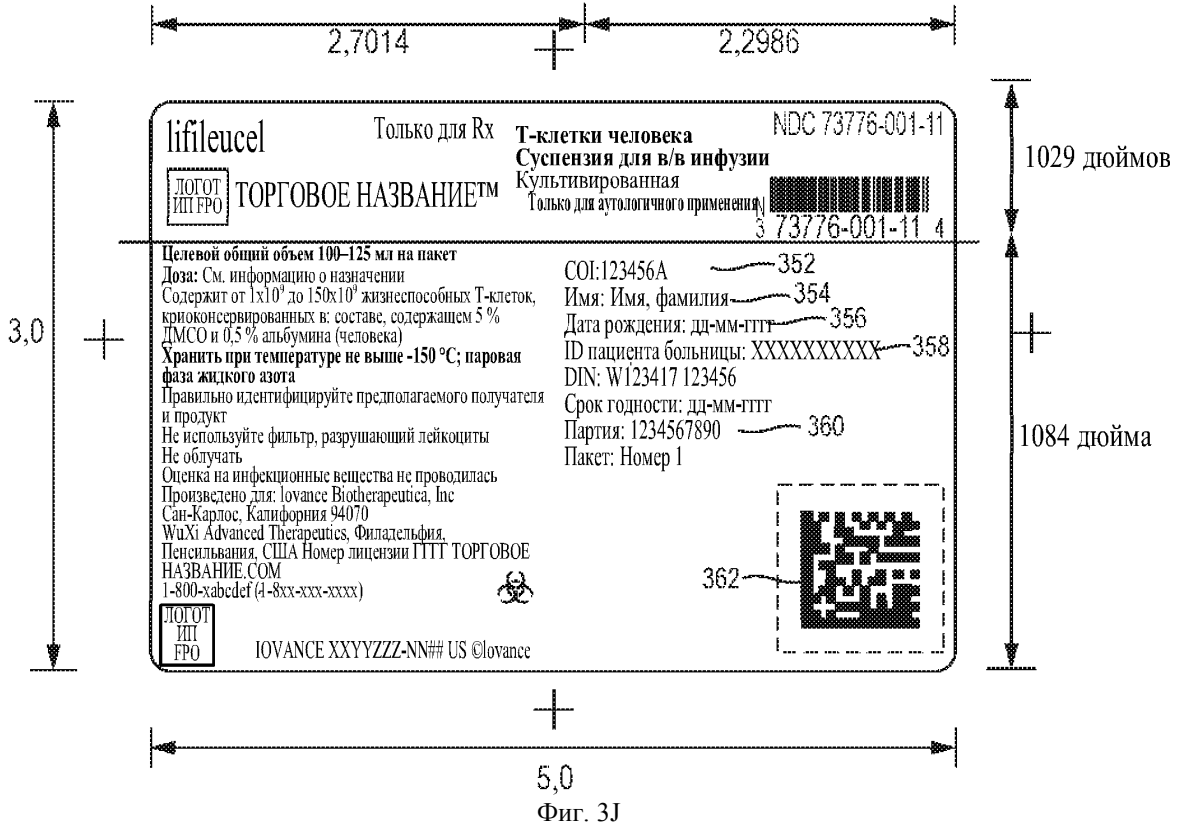 2,7014
2,2986
lifileucel
Только для Rx
Т-клетки человека
Суспензия для в/в инфузии
Культивированная
Только для аутологичного применения
NDC 73776-001-11
ЛОГОТ
ИП FPO
ТОРГОВОЕ НАЗВАНИЕ™
N
3 73776-001-11 4
1029 дюймов
Целевой общий объем 100–125 мл на пакет
Доза: См. информацию о назначении
Содержит от 1x10⁹ до 150x10⁹ жизнеспособных Т-клеток,
криоконсервированных в: составе, содержащем 5 %
ДМСО и 0,5 % альбумина (человека)
Хранить при температуре не выше -150 °C; паровая
фаза жидкого азота
Правильно идентифицируйте предполагаемого получателя
и продукт
Не используйте фильтр, разрушающий лейкоциты
Не облучать
Оценка на инфекционные вещества не проводилась
Произведено для: Iovance Biotherapeutica, Inc
Сан-Карлос, Калифорния 94070
WuXi Advanced Therapeutics, Филадельфия,
Пенсильвания, США Номер лицензии ГГГГ ТОРГОВОЕ
НАЗВАНИЕ.COM
1-800-xabcdef (1-8xx-xxx-xxxx)
ЛОГОТ
ИП
FPO
IOVANCE XXYYZZZ-NN## US ©Iovance
COI:123456A 352
Имя: Имя, фамилия 354
Дата рождения: дд-мм-гггг 356
ID пациента больницы: XXXXXXXXXX 358
DIN: W123417 123456
Срок годности: дд-мм-гггг
Партия: 1234567890 360
Пакет: Номер 1
362
3,0
1084 дюйма
5,0
Фиг. 3J